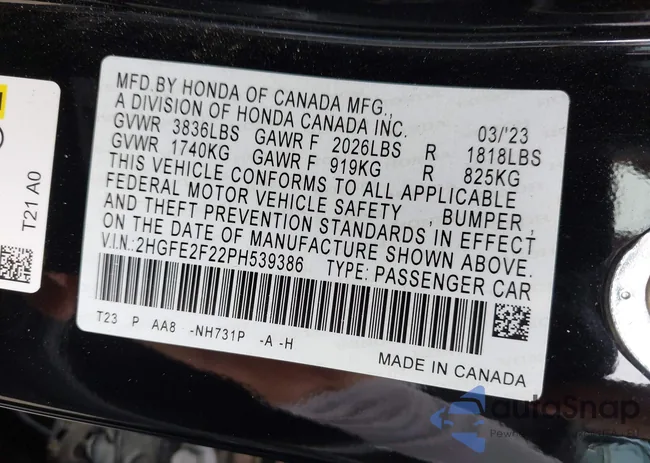 MFD.BY HONDA OF CANADA MFG.,
A DIVISION OF HONDA CANADA INC. 03/'23
GVWR 3836LBS GAWR F 2026LBS R 1818LBS
GVWR 1740KG GAWR F 919KG R 825KG
THIS VEHICLE CONFORMS TO ALL APPLICABLE
FEDERAL MOTOR VEHICLE SAFETY , BUMPER ,
AND THEFT PREVENTION STANDARDS IN EFFECT
ON THE DATE OF MANUFACTURE SHOWN ABOVE.
V.I.N.:2HGFE2F22PH539386 TYPE: PASSENGER CAR
T23 P AA8 -NH731P -A -H
MADE IN CANADA
T21 A0
autoSnap